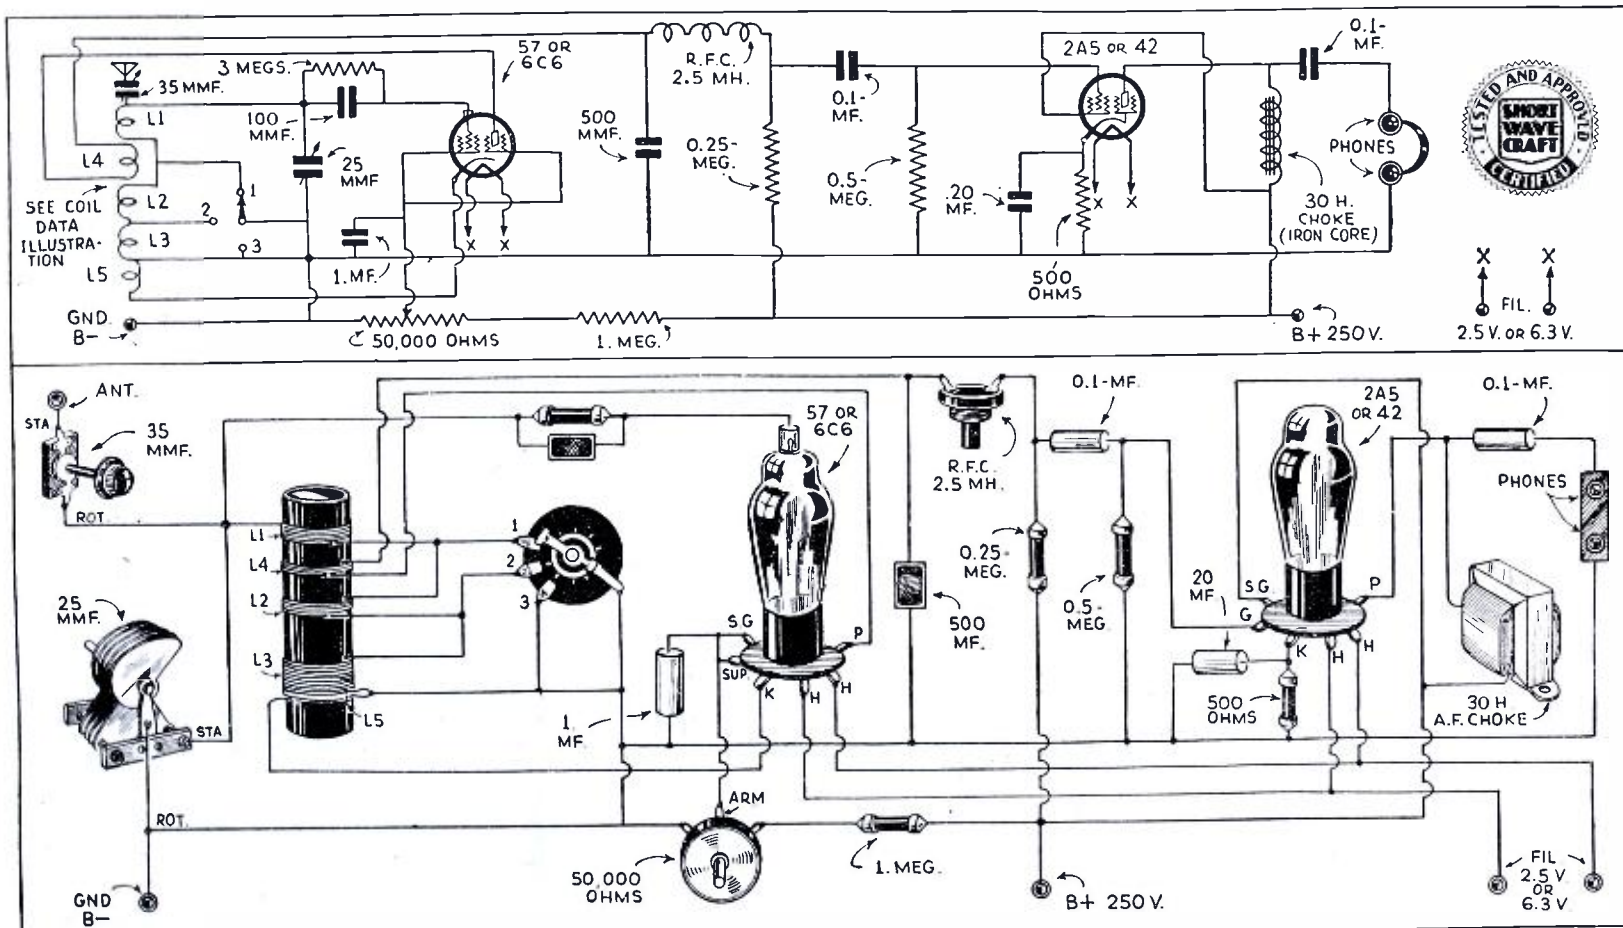 57 OR
6C6
3 MEGS.
R.F.C.
2.5 MH.
2A5 OR 42
0.1-
MF.
35 MMF.
L1
100
MMF.
L4
25
MMF
500
MMF.
0.25-
MEG.
0.1-
MF.
0.5-
MEG.
.20
MF.
PHONES
TESTED AND APPROVED
SHORT
WAVE
CRAFT
CERTIFIED
SEE COIL
DATA
ILLUSTRA-
TION
L2
1
2
L3
3
L5
1. MF.
X X
X X
500
OHMS
30 H.
CHOKE
(IRON CORE)
X X
FIL.
2.5 V. OR 6.3 V.
GND.
B-
50,000 OHMS
1. MEG.
B+ 250 V.
ANT.
STA
35
MMF.
ROT.
57 OR
6C6
R.F.C.
2.5 MH.
0.1-MF.
2A5
OR 42
0.1-MF.
PHONES
L1
L4
L2
L3
L5
1
2
3
25
MMF.
STA
0.25-
MEG.
0.5-
MEG.
500
MF.
20
MF
SG
P
SUP.
K
H
H
SG
G
P
K
H
H
1.
MF.
500
OHMS
30 H
A.F. CHOKE
ROT.
ARM
50,000
OHMS
1. MEG.
GND
B-
B+ 250 V.
FIL
2.5 V.
OR
6.3 V.